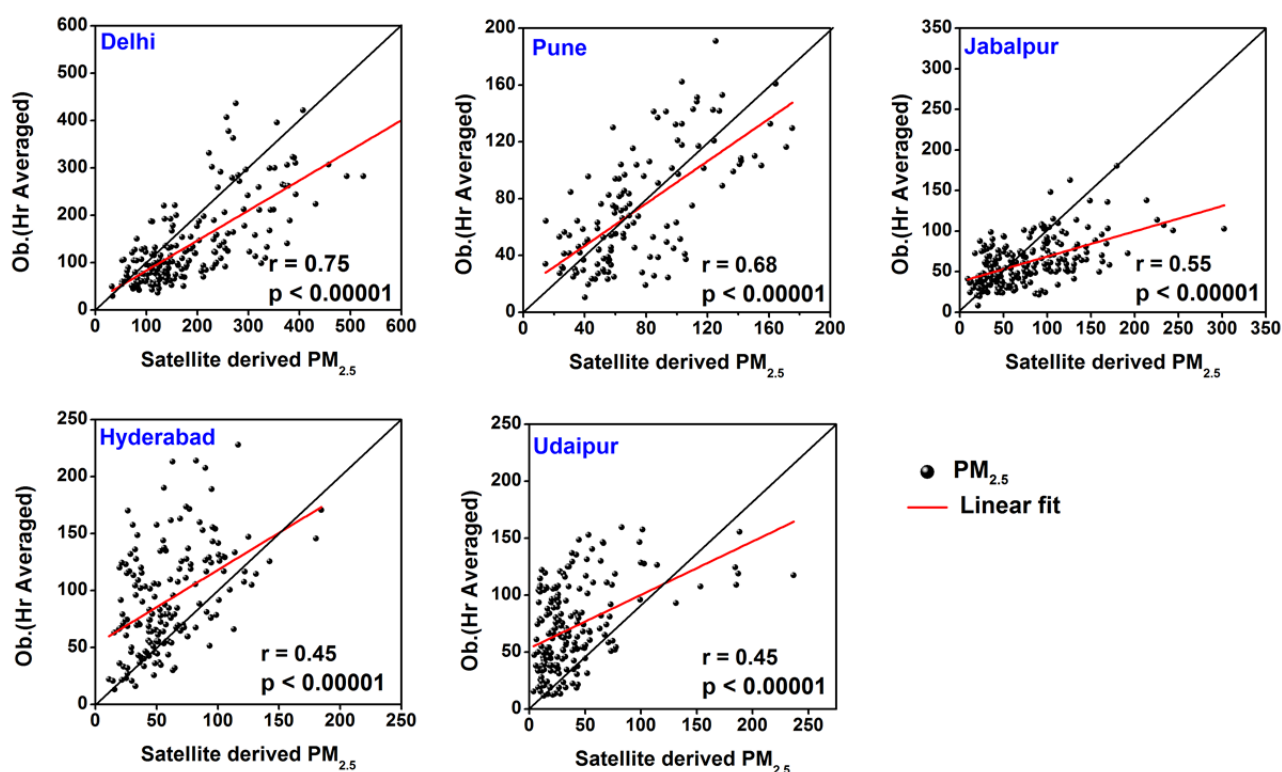 Delhi
Ob.(Hr Averaged)
600
500
400
300
200
100
0
r = 0.75
p < 0.00001
0 100 200 300 400 500 600
Satellite derived PM2.5
Pune
Ob.(Hr Averaged)
200
160
120
80
40
0
r = 0.68
p < 0.00001
0 40 80 120 160 200
Satellite derived PM2.5
Jabalpur
Ob.(Hr Averaged)
350
300
250
200
150
100
50
0
r = 0.55
p < 0.00001
0 50 100 150 200 250 300 350
Satellite derived PM2.5
Hyderabad
Ob.(Hr Averaged)
250
200
150
100
50
0
r = 0.45
p < 0.00001
0 50 100 150 200 250
Satellite derived PM2.5
Udaipur
Ob.(Hr Averaged)
250
200
150
100
50
0
r = 0.45
p < 0.00001
0 50 100 150 200 250
Satellite derived PM2.5
PM2.5
Linear fit